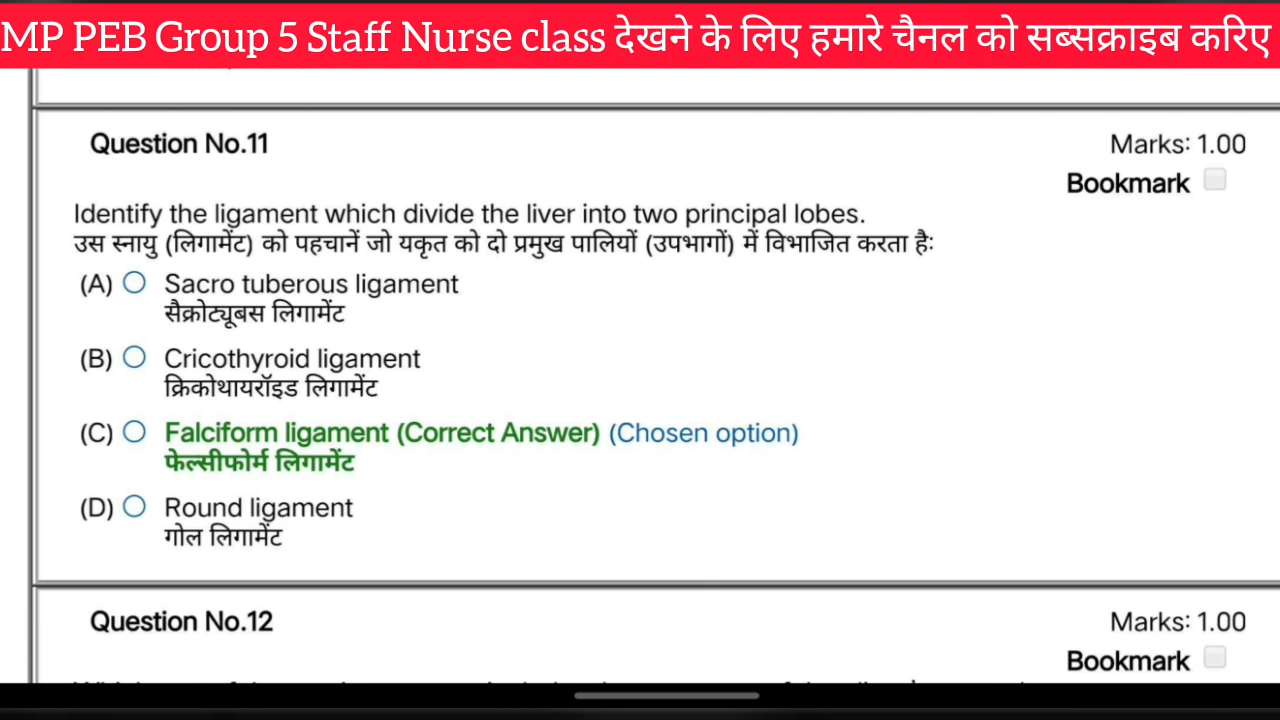 MP PEB Group 5 Staff Nurse class देखने के लिए हमारे चैनल को सब्सक्राइब करिए
Question No.11
Marks: 1.00
Bookmark
Identify the ligament which divide the liver into two principal lobes.
उस स्नायु (लिगामेंट) को पहचानें जो यकृत को दो प्रमुख पालियों (उपभागों) में विभाजित करता है:
(A) Sacro tuberous ligament
सैक्रोट्यूबस लिगामेंट
(B) Cricothyroid ligament
क्रिकोथायरॉइड लिगामेंट
(C) Falciform ligament (Correct Answer) (Chosen option)
फेल्सीफोर्म लिगामेंट
(D) Round ligament
गोल लिगामेंट
Question No.12
Marks: 1.00
Bookmark